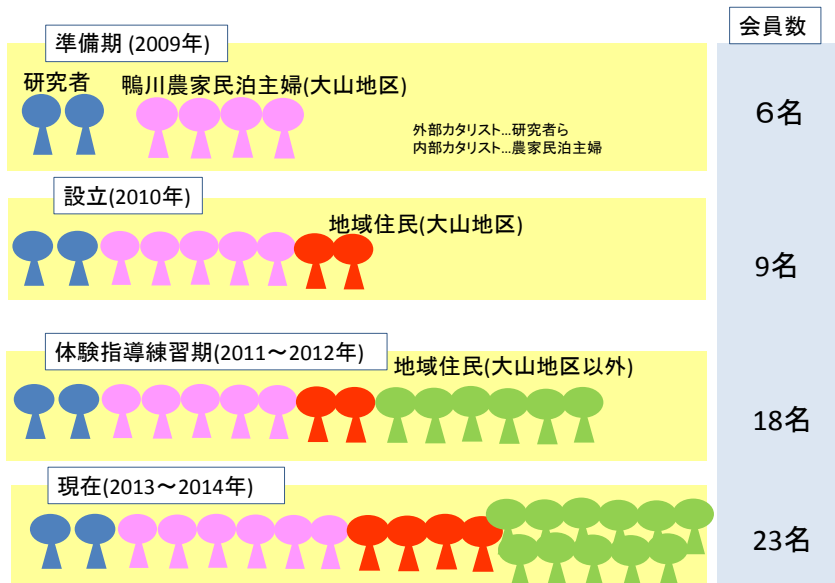 会員数
準備期 (2009年)
研究者
鴨川農家民泊主婦(大山地区)
外部カタリスト…研究者ら
内部カタリスト…農家民泊主婦
６名
設立(2010年)
地域住民(大山地区)
9名
体験指導練習期(2011～2012年)
地域住民(大山地区以外)
18名
現在(2013～2014年)
23名